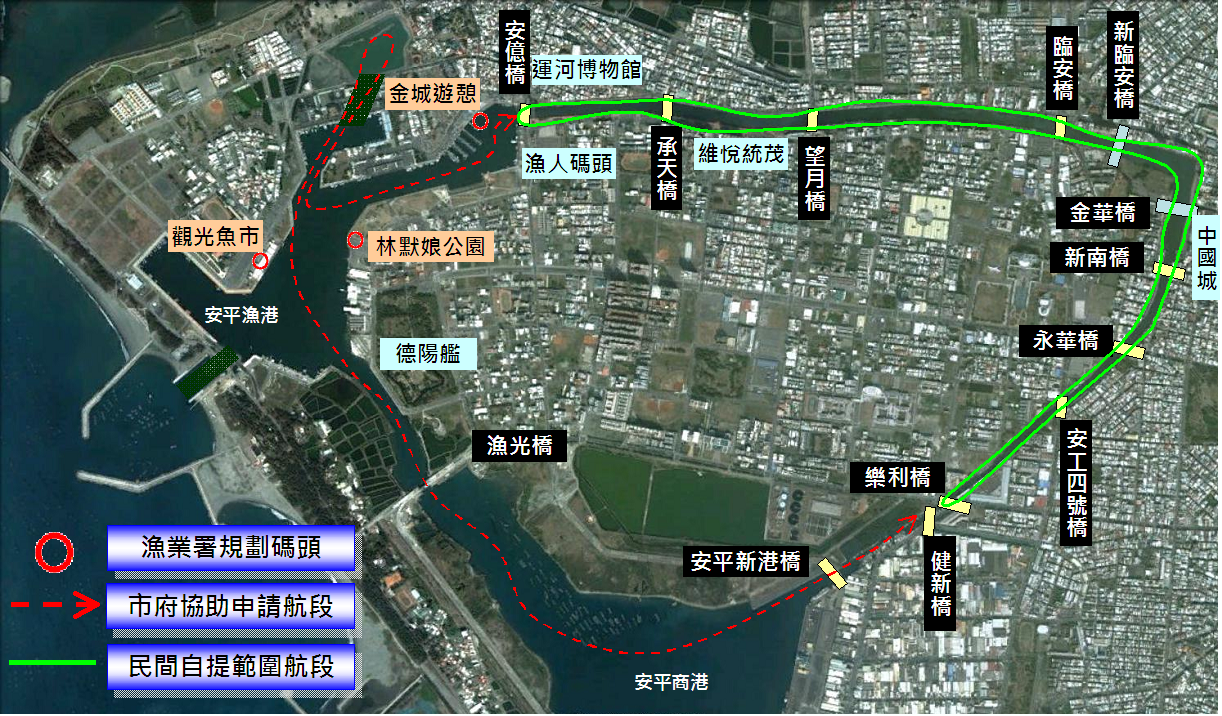 安億橋
運河博物館
臨安橋
新臨安橋
金城遊憩
漁人碼頭
承天橋
維悅統茂
望月橋
金華橋
中國城
觀光魚市
林默娘公園
新南橋
安平漁港
德陽艦
永華橋
漁光橋
樂利橋
安工四號橋
安平新港橋
健新橋
漁業署規劃碼頭
市府協助申請航段
民間自提範圍航段
安平商港